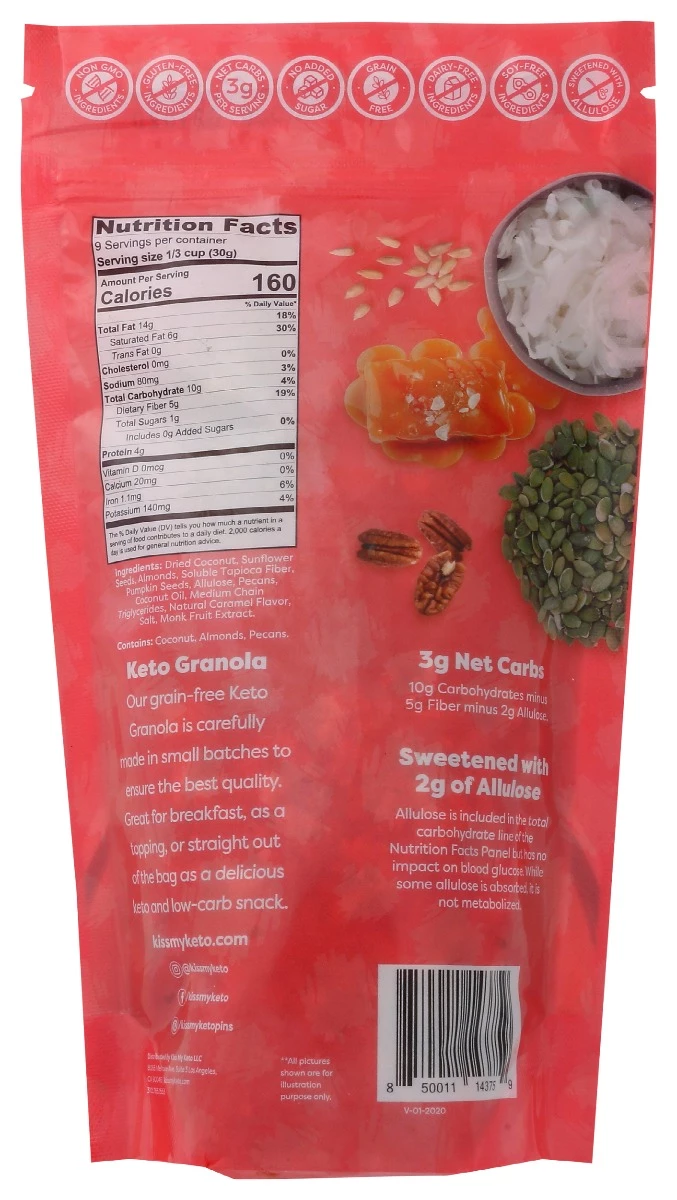 NON GMO INGREDIENTS
GLUTEN-FREE INGREDIENTS
NET CARBS 3g PER SERVING
NO ADDED SUGAR
GRAIN FREE
DAIRY-FREE INGREDIENTS
SOY-FREE INGREDIENTS
SWEETENED WITH ALLULOSE
Nutrition Facts
9 Servings per container
Serving size 1/3 cup (30g)
Amount Per Serving
Calories 160
% Daily Value*
Total Fat 14g 18%
Saturated Fat 6g 30%
Trans Fat 0g
Cholesterol 0mg 0%
Sodium 80mg 3%
Total Carbohydrate 10g 4%
Dietary Fiber 5g 19%
Total Sugars 1g
Includes 0g Added Sugars 0%
Protein 4g
Vitamin D 0mcg 0%
Calcium 20mg 0%
Iron 1.1mg 6%
Potassium 140mg 4%
The % Daily Value (DV) tells you how much a nutrient in a
serving of food contributes to a daily diet. 2,000 calories a
day is used for general nutrition advice.
Ingredients: Dried Coconut, Sunflower
Seeds, Almonds, Soluble Tapioca Fiber,
Pumpkin Seeds, Allulose, Pecans,
Coconut Oil, Medium Chain
Triglycerides, Natural Caramel Flavor,
Salt, Monk Fruit Extract.
Contains: Coconut, Almonds, Pecans.
Keto Granola
Our grain-free Keto
Granola is carefully
made in small batches to
ensure the best quality.
Great for breakfast, as a
topping, or straight out
of the bag as a delicious
keto and low-carb snack.
kissmyketo.com
@kissmyketo
/kissmyketo
/kissmyketopins
Distributed by Kiss My Keto LLC
Los Angeles,
**All pictures
shown are for
illustration
purpose only.
3g Net Carbs
10g Carbohydrates minus
5g Fiber minus 2g Allulose.
Sweetened with
2g of Allulose
Allulose is included in the total
carbohydrate line of the
Nutrition Facts Panel but has no
impact on blood glucose. While
some allulose is absorbed, it is
not metabolized.
8 50011 14375 9
V-01-2020